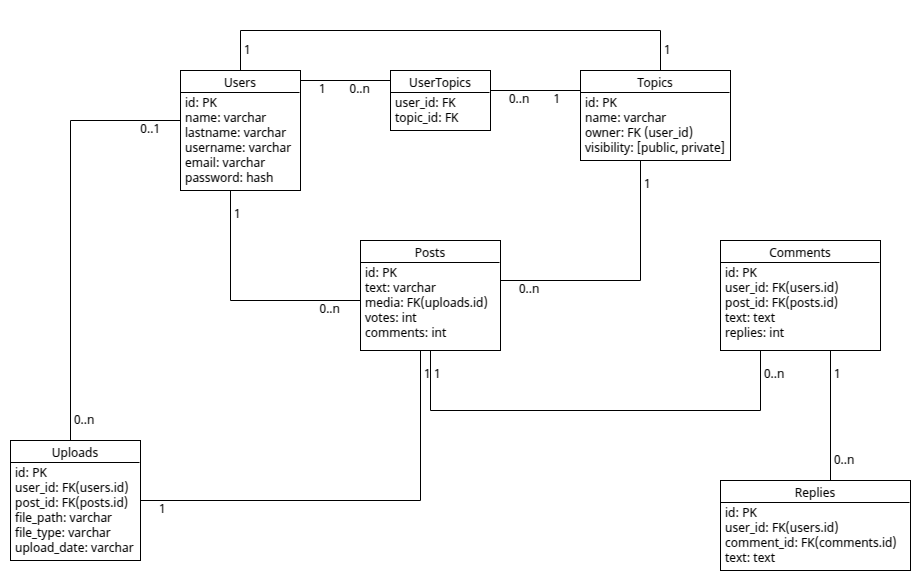 1
1
Users
id: PK
name: varchar
lastname: varchar
username: varchar
email: varchar
password: hash
1
0..n
UserTopics
user_id: FK
topic_id: FK
0..n
1
Topics
id: PK
name: varchar
owner: FK (user_id)
visibility: [public, private]
0..1
1
1
Posts
id: PK
text: varchar
media: FK(uploads.id)
votes: int
comments: int
0..n
0..n
Comments
id: PK
user_id: FK(users.id)
post_id: FK(posts.id)
text: text
replies: int
1
1
0..n
1
0..n
Uploads
id: PK
user_id: FK(users.id)
post_id: FK(posts.id)
file_path: varchar
file_type: varchar
upload_date: varchar
1
0..n
Replies
id: PK
user_id: FK(users.id)
comment_id: FK(comments.id)
text: text